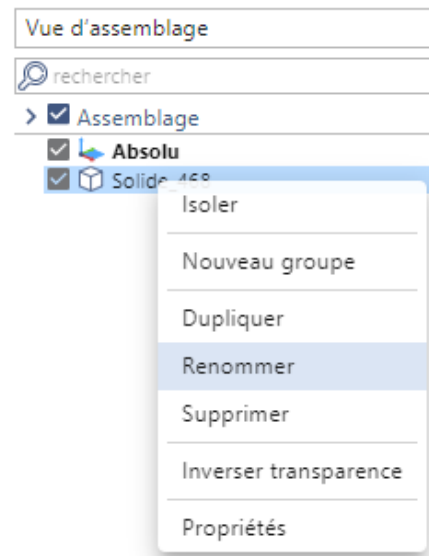 Vue d'assemblage
rechercher
Assemblage
Absolu
Solide_468
Isoler
Nouveau groupe
Dupliquer
Renommer
Supprimer
Inverser transparence
Propriétés